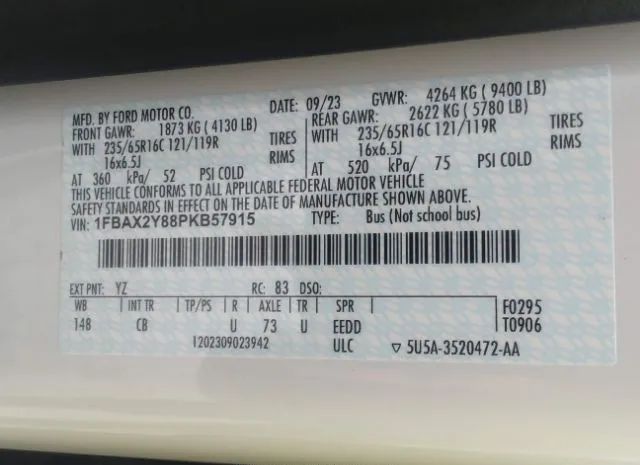 MFD. BY FORD MOTOR CO. DATE: 09/23 GVWR: 4264 KG ( 9400 LB)
FRONT GAWR: 1873 KG ( 4130 LB) REAR GAWR: 2622 KG ( 5780 LB)
WITH 235/65R16C 121/119R TIRES WITH 235/65R16C 121/119R TIRES
16x6.5J RIMS 16x6.5J RIMS
AT 360 kPa/ 52 PSI COLD AT 520 kPa/ 75 PSI COLD
THIS VEHICLE CONFORMS TO ALL APPLICABLE FEDERAL MOTOR VEHICLE
SAFETY STANDARDS IN EFFECT ON THE DATE OF MANUFACTURE SHOWN ABOVE.
VIN: 1FBAX2Y88PKB57915 TYPE: Bus (Not school bus)
EXT PNT: YZ RC: 83 DSO:
WB INT TR TP/PS R AXLE TR SPR F0295
148 CB U 73 U EEDD T0906
1202309023942 ULC ▽ 5U5A-3520472-AA